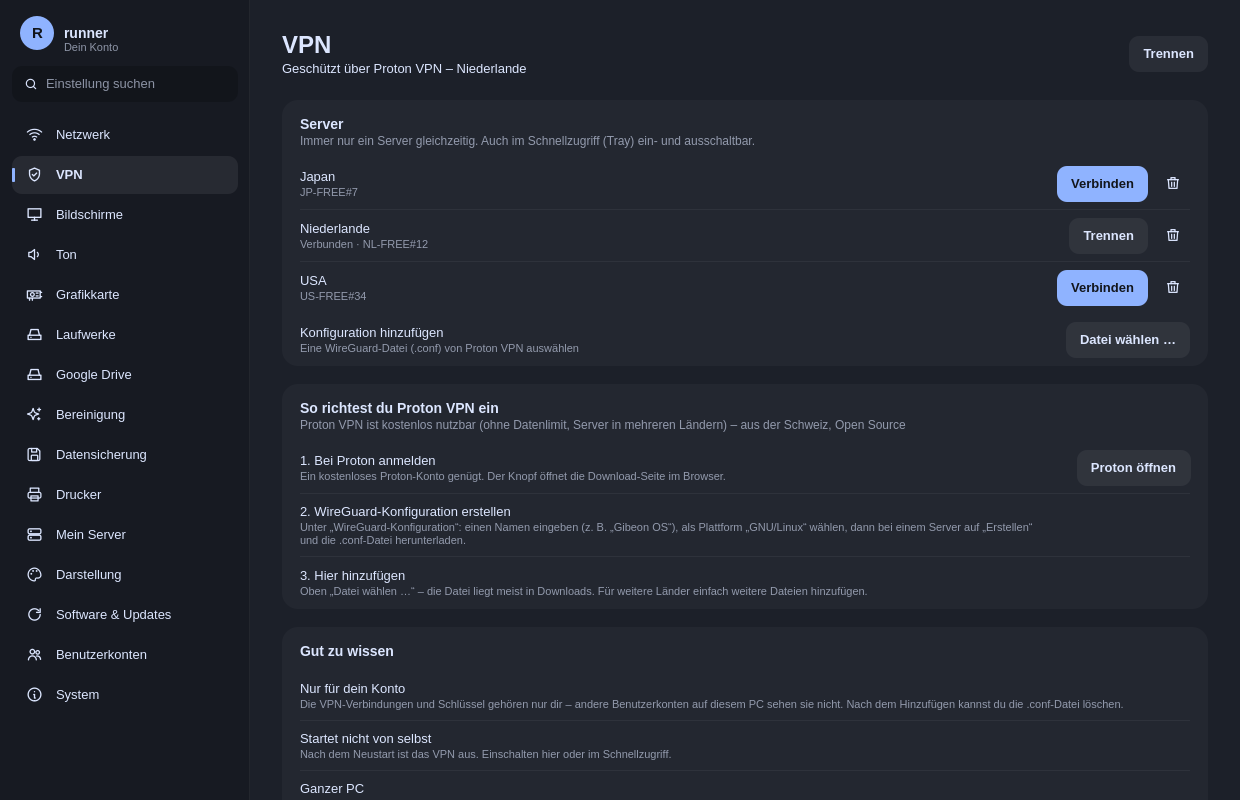 R
runner
Dein Konto
Einstellung suchen
Netzwerk
VPN
Bildschirme
Ton
Grafikkarte
Laufwerke
Google Drive
Bereinigung
Datensicherung
Drucker
Mein Server
Darstellung
Software & Updates
Benutzerkonten
System
VPN
Geschützt über Proton VPN – Niederlande
Trennen
Server
Immer nur ein Server gleichzeitig. Auch im Schnellzugriff (Tray) ein- und ausschaltbar.
Japan
JP-FREE#7
Verbinden
Niederlande
Verbunden · NL-FREE#12
Trennen
USA
US-FREE#34
Verbinden
Konfiguration hinzufügen
Eine WireGuard-Datei (.conf) von Proton VPN auswählen
Datei wählen …
So richtest du Proton VPN ein
Proton VPN ist kostenlos nutzbar (ohne Datenlimit, Server in mehreren Ländern) – aus der Schweiz, Open Source
1. Bei Proton anmelden
Ein kostenloses Proton-Konto genügt. Der Knopf öffnet die Download-Seite im Browser.
Proton öffnen
2. WireGuard-Konfiguration erstellen
Unter „WireGuard-Konfiguration“: einen Namen eingeben (z. B. „Gibeon OS“), als Plattform „GNU/Linux“ wählen, dann bei einem Server auf „Erstellen“
und die .conf-Datei herunterladen.
3. Hier hinzufügen
Oben „Datei wählen …“ – die Datei liegt meist in Downloads. Für weitere Länder einfach weitere Dateien hinzufügen.
Gut zu wissen
Nur für dein Konto
Die VPN-Verbindungen und Schlüssel gehören nur dir – andere Benutzerkonten auf diesem PC sehen sie nicht. Nach dem Hinzufügen kannst du die .conf-Datei löschen.
Startet nicht von selbst
Nach dem Neustart ist das VPN aus. Einschalten hier oder im Schnellzugriff.
Ganzer PC